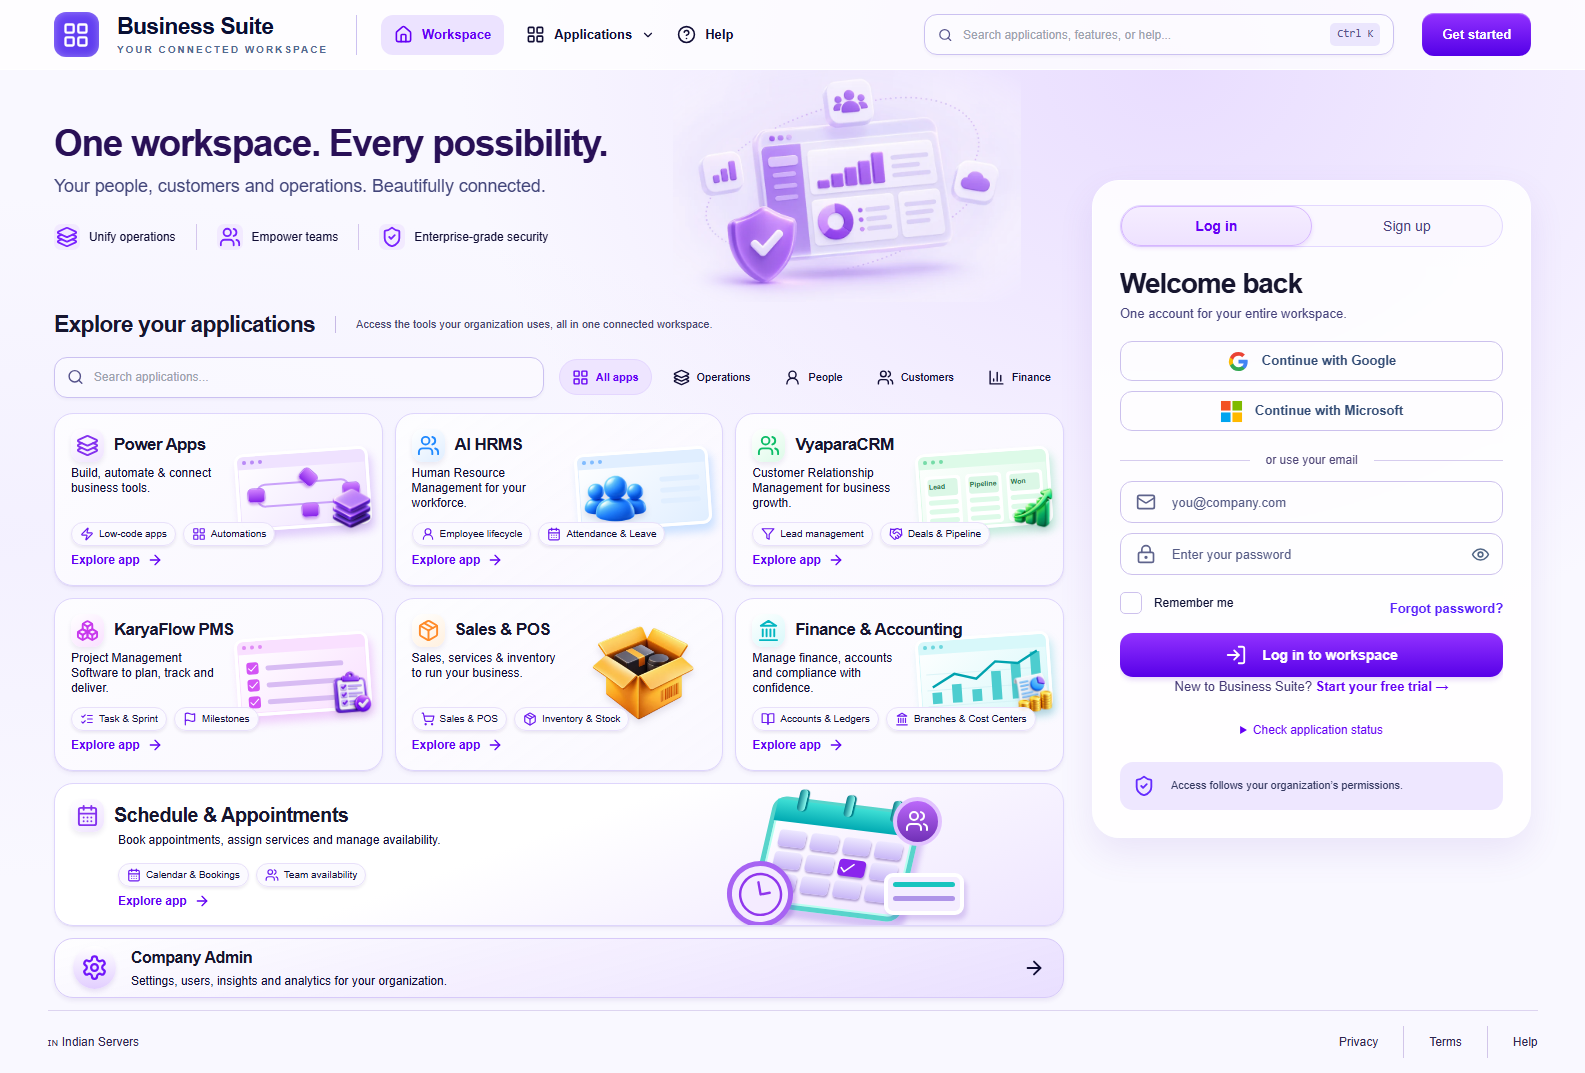 Business Suite
YOUR CONNECTED WORKSPACE
Workspace
Applications
Help
Search applications, features, or help...
Ctrl K
Get started
One workspace. Every possibility.
Your people, customers and operations. Beautifully connected.
Unify operations
Empower teams
Enterprise-grade security
Explore your applications
Access the tools your organization uses, all in one connected workspace.
Search applications...
All apps
Operations
People
Customers
Finance
Power Apps
Build, automate & connect
business tools.
Low-code apps
Automations
Explore app →
AI HRMS
Human Resource
Management for your
workforce.
Employee lifecycle
Attendance & Leave
Explore app →
VyaparaCRM
Customer Relationship
Management for business
growth.
Lead
Pipeline
Won
Lead management
Deals & Pipeline
Explore app →
KaryaFlow PMS
Project Management
Software to plan, track and
deliver.
Task & Sprint
Milestones
Explore app →
Sales & POS
Sales, services & inventory
to run your business.
Sales & POS
Inventory & Stock
Explore app →
Finance & Accounting
Manage finance, accounts
and compliance with
confidence.
Accounts & Ledgers
Branches & Cost Centers
Explore app →
Schedule & Appointments
Book appointments, assign services and manage availability.
Calendar & Bookings
Team availability
Explore app →
Company Admin
Settings, users, insights and analytics for your organization.
Log in
Sign up
Welcome back
One account for your entire workspace.
Continue with Google
Continue with Microsoft
or use your email
you@company.com
Enter your password
Remember me
Forgot password?
Log in to workspace
New to Business Suite? Start your free trial →
▶ Check application status
Access follows your organization's permissions.
IN Indian Servers
Privacy
Terms
Help